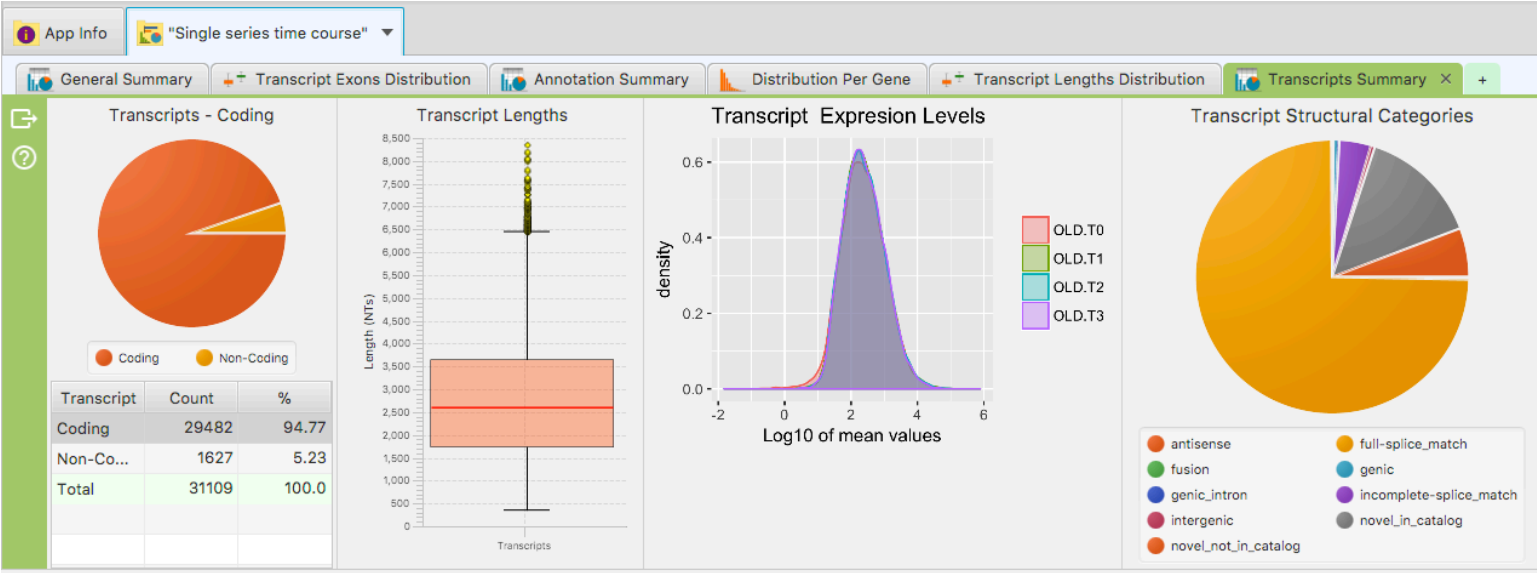 App Info
"Single series time course"
General Summary
Transcript Exons Distribution
Annotation Summary
Distribution Per Gene
Transcript Lengths Distribution
Transcripts Summary
+
Transcripts - Coding
Coding Non-Coding
Transcript Count %
Coding 29482 94.77
Non-Co... 1627 5.23
Total 31109 100.0
Transcript Lengths
Length (NTs)
8,500
8,000
7,500
7,000
6,500
6,000
5,500
5,000
4,500
4,000
3,500
3,000
2,500
2,000
1,500
1,000
500
0
Transcripts
Transcript Expresion Levels
density
0.6
0.4
0.2
0.0
-2 0 2 4 6
Log10 of mean values
OLD.T0
OLD.T1
OLD.T2
OLD.T3
Transcript Structural Categories
antisense full-splice_match
fusion genic
genic_intron incomplete-splice_match
intergenic novel_in_catalog
novel_not_in_catalog